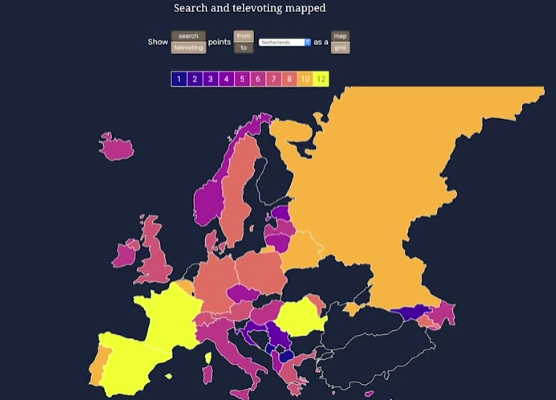 Search and televoting mapped
Show search televoting points from to Netherlands as a map grid
1 2 3 4 5 6 7 8 10 12